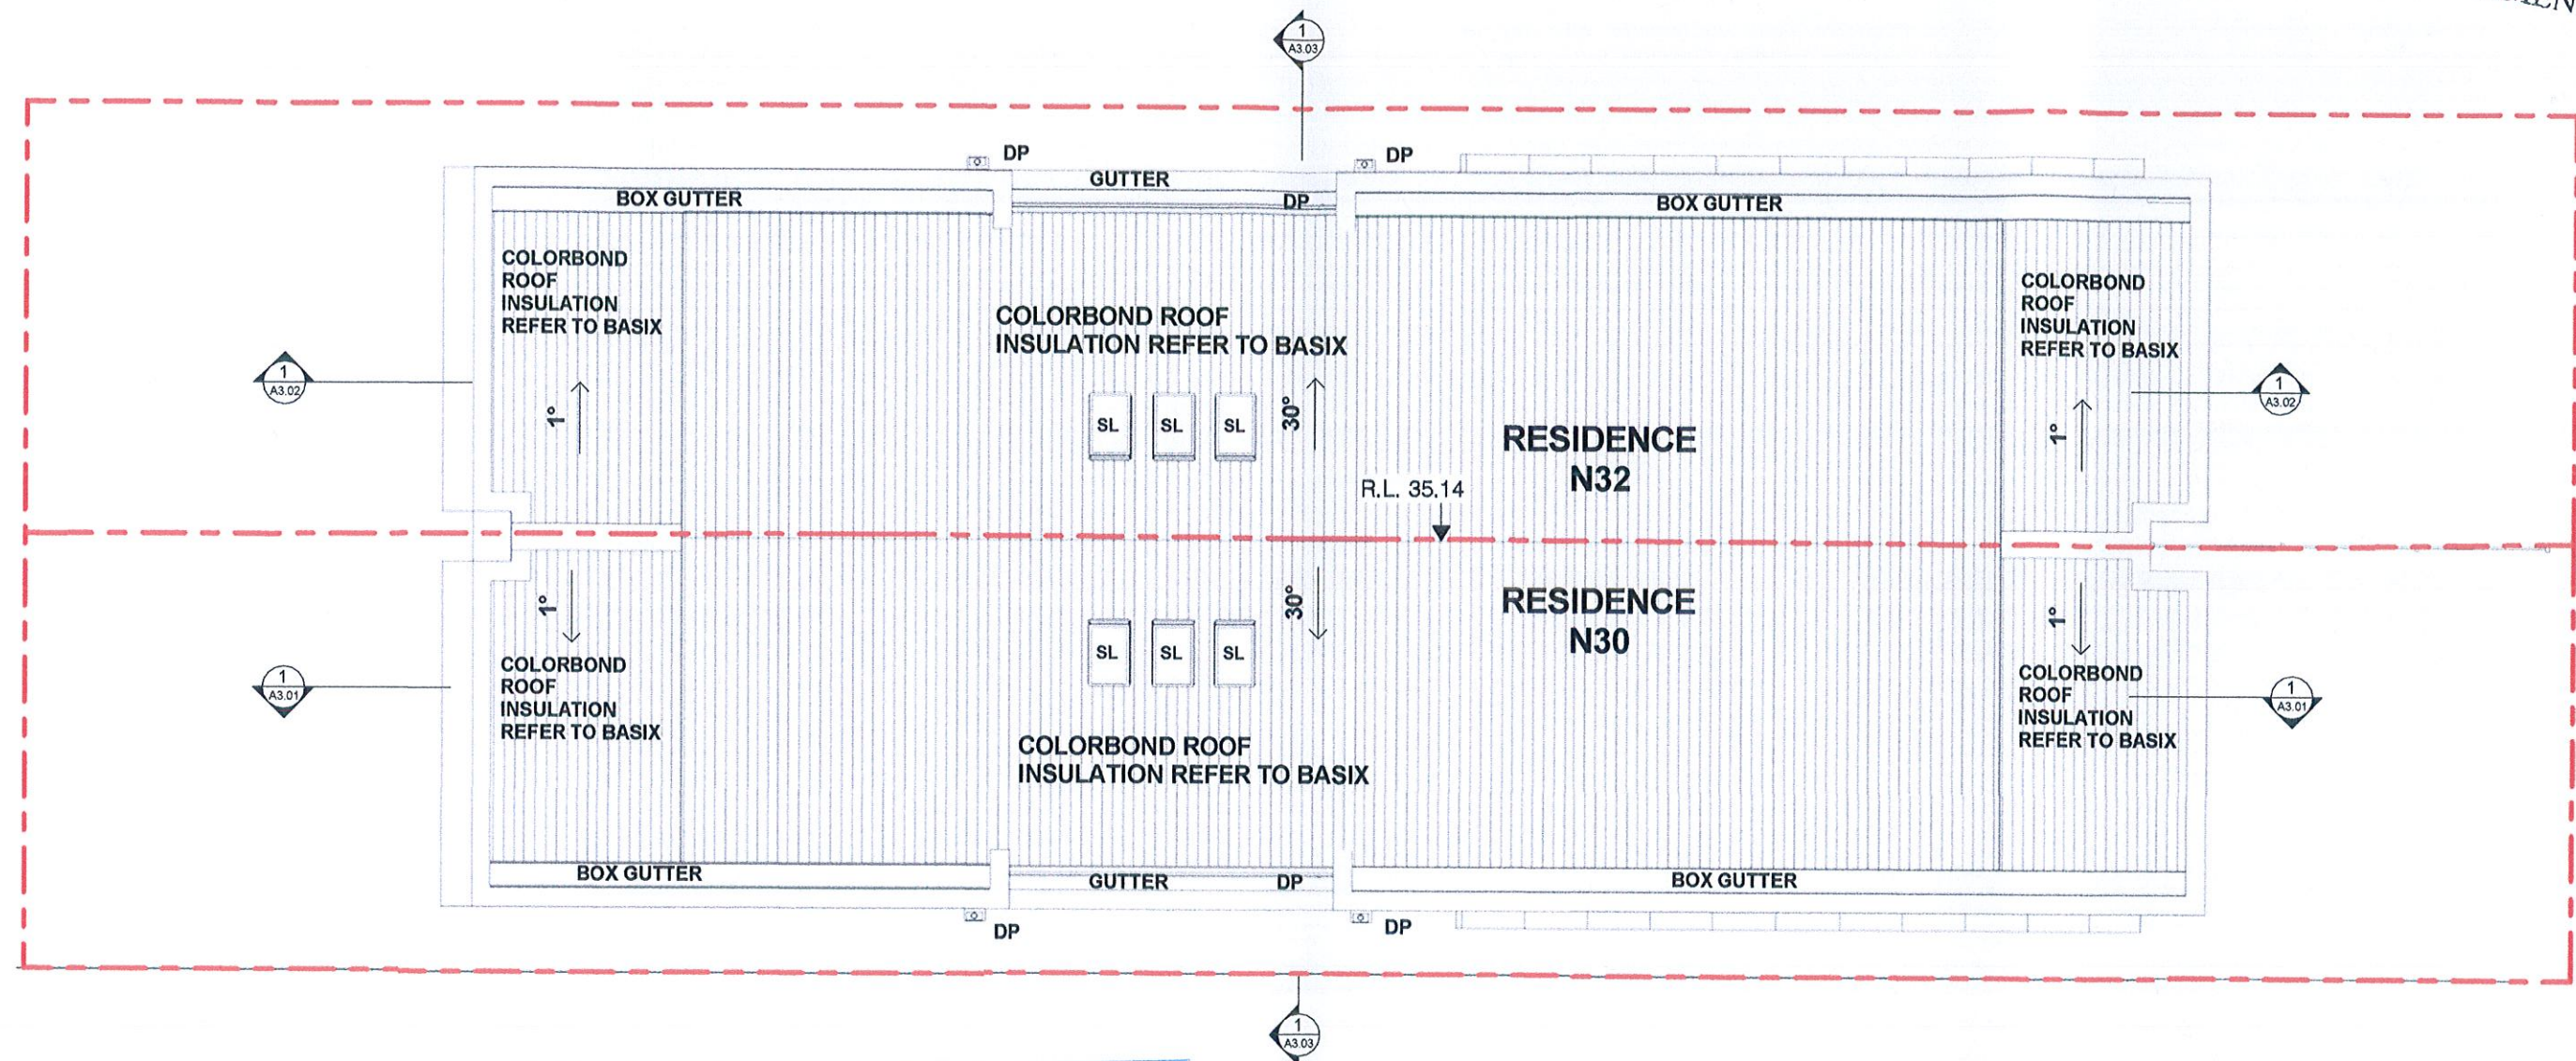 1
A3.03
DP
DP
GUTTER
BOX GUTTER
DP
BOX GUTTER
COLORBOND
ROOF
INSULATION
REFER TO BASIX
COLORBOND ROOF
INSULATION REFER TO BASIX
COLORBOND
ROOF
INSULATION
REFER TO BASIX
1
A3.02
1°
SL SL SL
30°
RESIDENCE
N32
1°
1
A3.02
R.L. 35.14
1°
30°
RESIDENCE
N30
1°
SL SL SL
1
A3.01
COLORBOND
ROOF
INSULATION
REFER TO BASIX
COLORBOND ROOF
INSULATION REFER TO BASIX
COLORBOND
ROOF
INSULATION
REFER TO BASIX
1
A3.01
BOX GUTTER
GUTTER
DP
BOX GUTTER
DP
DP
1
A3.03